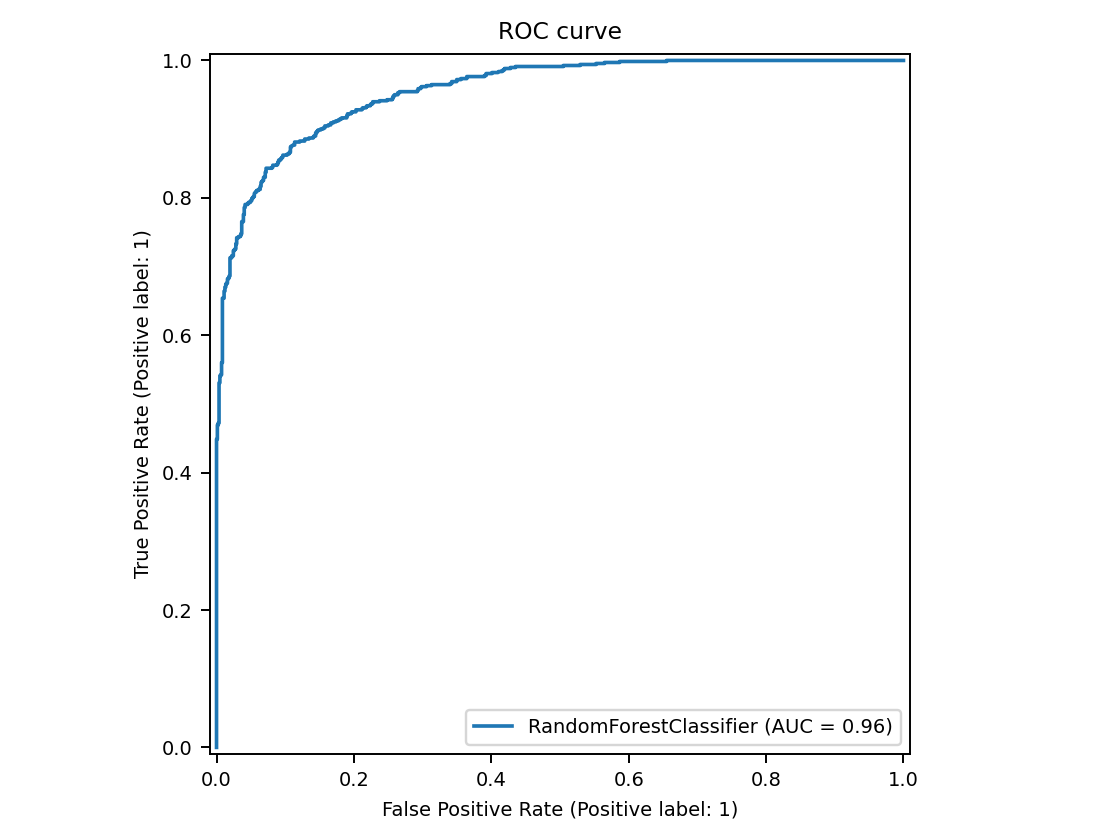 ROC curve
1.0
0.8
0.6
0.4
0.2
0.0
True Positive Rate (Positive label: 1)
RandomForestClassifier (AUC = 0.96)
0.0 0.2 0.4 0.6 0.8 1.0
False Positive Rate (Positive label: 1)